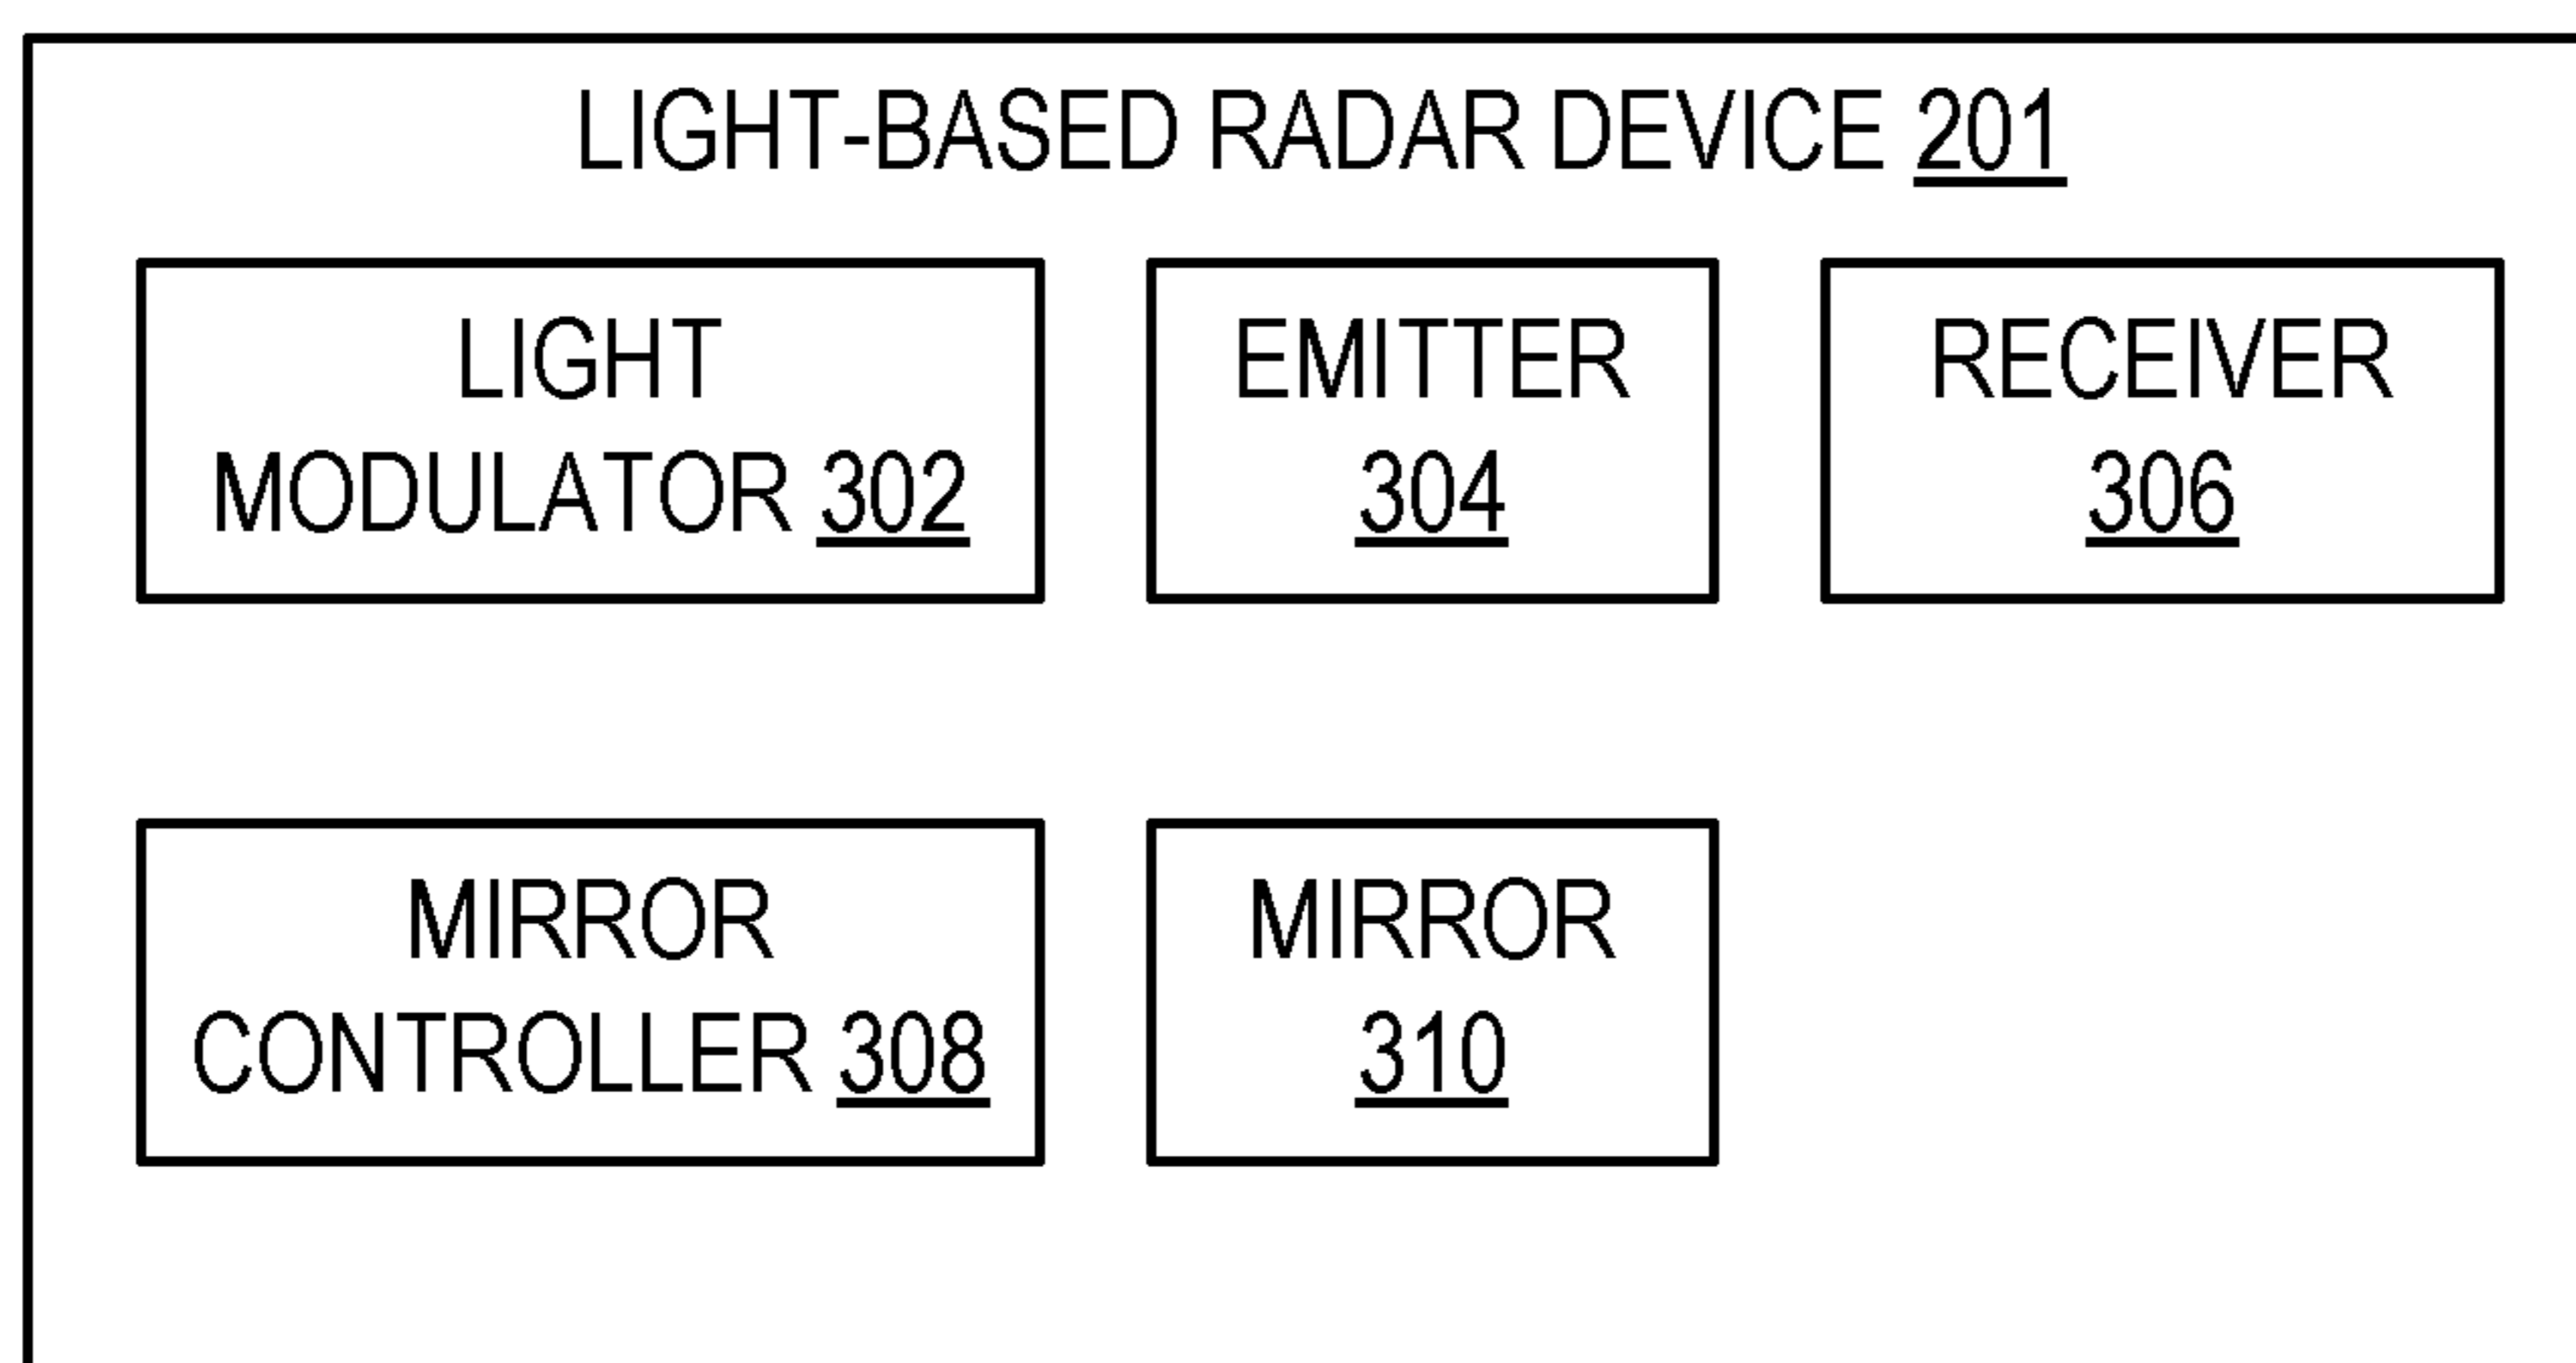 LIGHT-BASED RADAR DEVICE 201
LIGHT
MODULATOR 302
EMITTER
304
RECEIVER
306
MIRROR
CONTROLLER 308
MIRROR
310